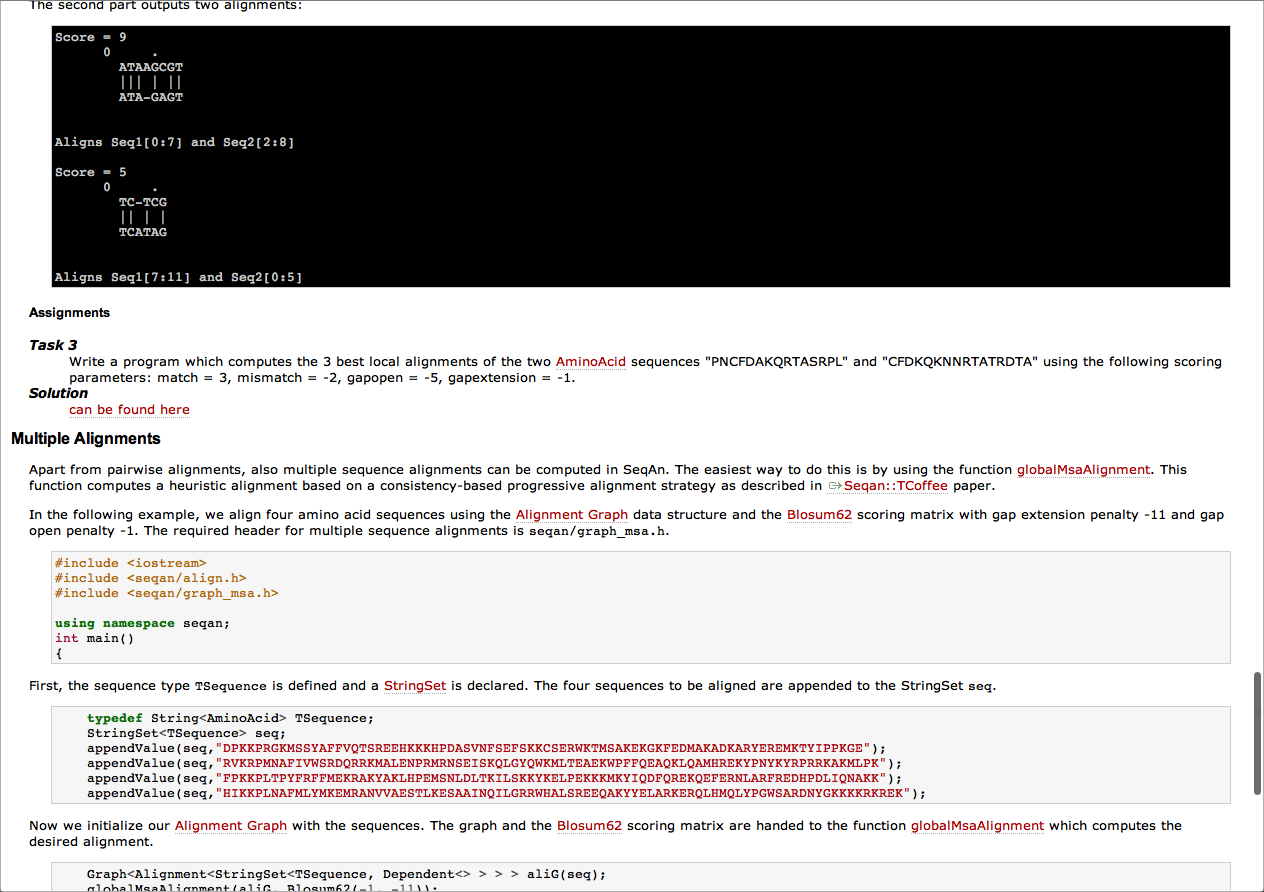 The second part outputs two alignments:
Score = 9
0     .
ATAAGCGT
||| | ||
ATA-GAGT
Aligns Seq1[0:7] and Seq2[2:8]
Score = 5
0     .
TC-TCG
|| | |
TCATAG
Aligns Seq1[7:11] and Seq2[0:5]
Assignments
Task 3
Write a program which computes the 3 best local alignments of the two AminoAcid sequences "PNCFDAKQRTASRPL" and "CFDKQKNNRTATRDTA" using the following scoring
parameters: match = 3, mismatch = -2, gapopen = -5, gapextension = -1.
Solution
can be found here
Multiple Alignments
Apart from pairwise alignments, also multiple sequence alignments can be computed in SeqAn. The easiest way to do this is by using the function globalMsaAlignment. This
function computes a heuristic alignment based on a consistency-based progressive alignment strategy as described in Seqan::TCoffee paper.
In the following example, we align four amino acid sequences using the Alignment Graph data structure and the Blosum62 scoring matrix with gap extension penalty -11 and gap
open penalty -1. The required header for multiple sequence alignments is seqan/graph_msa.h.
#include <iostream>
#include <seqan/align.h>
#include <seqan/graph_msa.h>
using namespace seqan;
int main()
{
First, the sequence type TSequence is defined and a StringSet is declared. The four sequences to be aligned are appended to the StringSet seq.
typedef String<AminoAcid> TSequence;
StringSet<TSequence> seq;
appendValue(seq,"DPKKPRGKMSSYAFFVQTSREEHKKKHPDASVNFSEFSKKCSERWKTMSAKEKGKFEDMAKADKARYEREMKTYIPPKGE");
appendValue(seq,"RVKRPMNAFIVWSRDQRRKMALENPRMRNSEISKQLGYQWKMLTEAEKWPFFQEAQKLQAMHREKYPNYKYRPRRKAKMLPK");
appendValue(seq,"FPKKPLTPYFRFFMEKRAKYAKLHPEMSNLDLTKILSKKYKELPEKKKMKYIQDFQREKQEFERNLARFREDHPDLIQNAKK");
appendValue(seq,"HIKKPLNAFMLYMKEMRANVVAESTLKESAAINQILGRRWHALSREEQAKYYELARKERQLHMQLYPGWSARDNYGKKKKRKREK");
Now we initialize our Alignment Graph with the sequences. The graph and the Blosum62 scoring matrix are handed to the function globalMsaAlignment which computes the
desired alignment.
Graph<Alignment<StringSet<TSequence, Dependent<> > > > aliG(seq);
globalMsaAlignment(aliG, Blosum62(-1, -11));